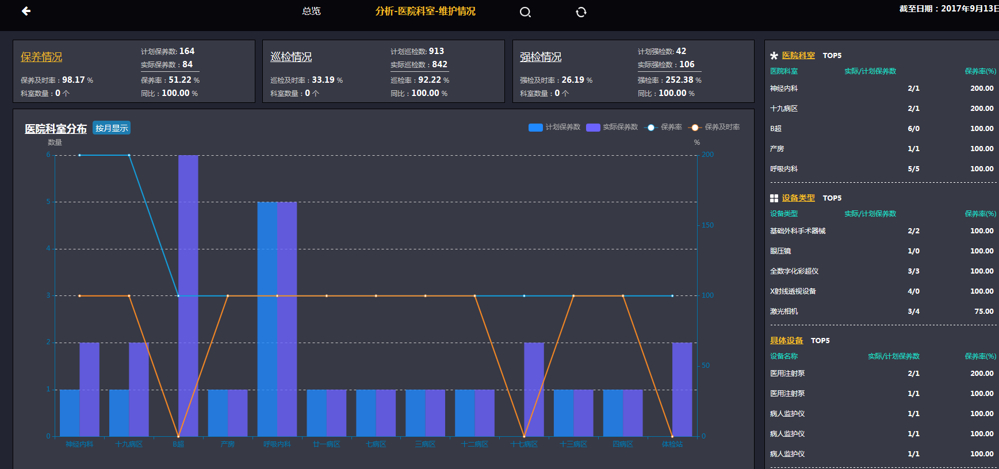 总览
分析-医院科室-维护情况
截至日期：2017年9月13日
保养情况
计划保养数: 164
实际保养数：84
保养及时率：98.17 %
保养率：51.22 %
科室数量：0 个
同比：100.00 %
巡检情况
计划巡检数: 913
实际巡检数：842
巡检及时率：33.19 %
巡检率：92.22 %
科室数量：0 个
同比：100.00 %
强检情况
计划强检数: 42
实际强检数：106
强检及时率：26.19 %
强检率：252.38 %
科室数量：0 个
同比：100.00 %
医院科室分布 按月显示
计划保养数 实际保养数 保养率 保养及时率
数量
%
6
5
4
3
2
1
0
200
150
100
50
0
神经内科 十九病区 B超 产房 呼吸内科 廿一病区 七病区 三病区 十二病区 十七病区 十三病区 四病区 体检站
医院科室 TOP5
医院科室 实际/计划保养数 保养率(%)
神经内科 2/1 200.00
十九病区 2/1 200.00
B超 6/0 100.00
产房 1/1 100.00
呼吸内科 5/5 100.00
设备类型 TOP5
设备类型 实际/计划保养数 保养率(%)
基础外科手术器械 2/2 100.00
眼压镜 1/0 100.00
全数字化彩超仪 3/3 100.00
X射线透视设备 4/0 100.00
激光相机 3/4 75.00
具体设备 TOP5
设备名称 实际/计划保养数 保养率(%)
医用注射泵 2/1 200.00
医用注射泵 1/1 100.00
病人监护仪 1/1 100.00
病人监护仪 1/1 100.00
病人监护仪 1/1 100.00